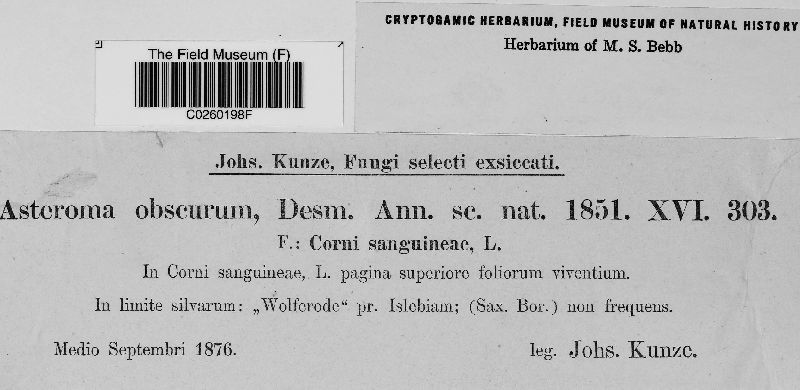 CRYPTOGAMIC HERBARIUM, FIELD MUSEUM OF NATURAL HISTORY
Herbarium of M. S. Bebb
The Field Museum (F)
C0260198F
Johs. Kunze, Fungi selecti exsiccati.
Asteroma obscurum, Desm. Ann. sc. nat. 1851. XVI. 303.
F.: Corni sanguineae, L.
In Corni sanguineae, L. pagina superiore foliorum viventium.
In limite silvarum: „Wolferode“ pr. Islebiam; (Sax. Bor.) non frequens.
Medio Septembri 1876.
leg. Johs. Kunze.